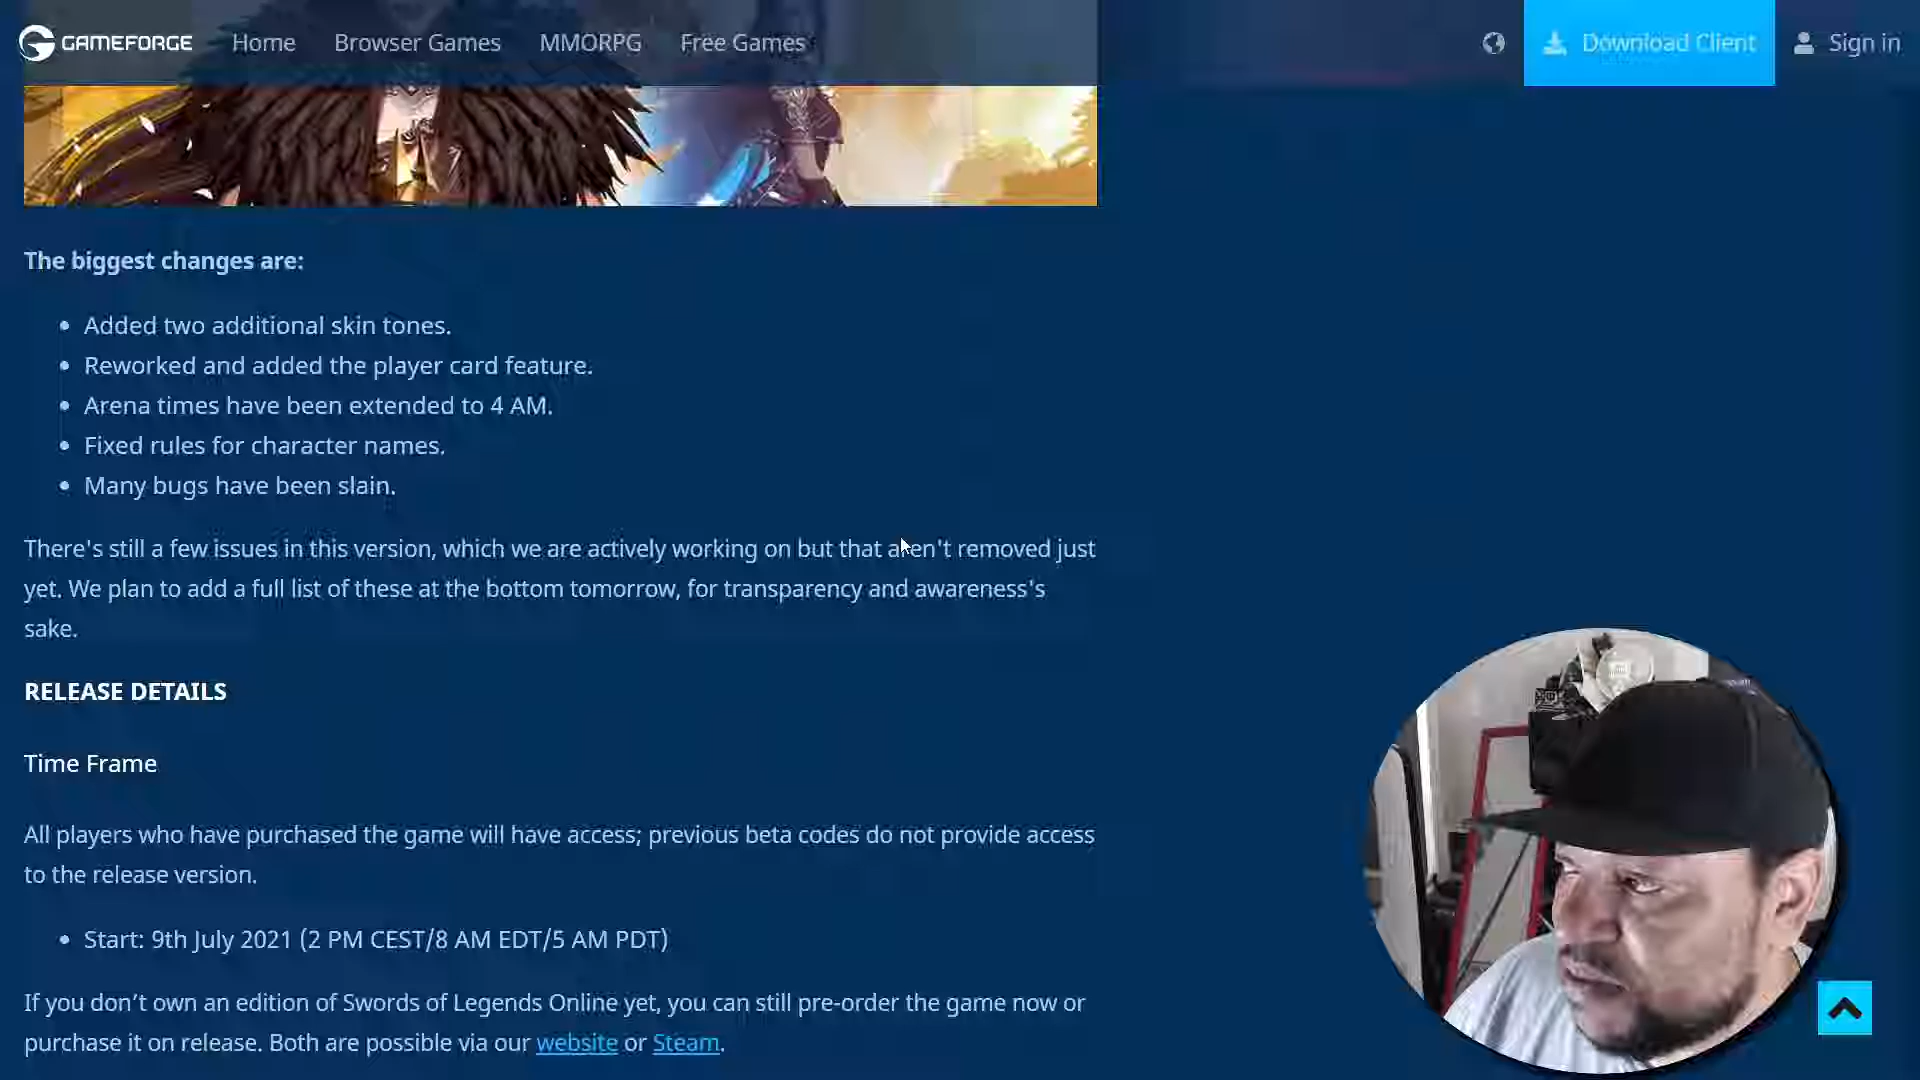 GAMEFORGE Home Browser Games MMORPG Free Games Download Client Sign in
The biggest changes are:
Added two additional skin tones.
Reworked and added the player card feature.
Arena times have been extended to 4 AM.
Fixed rules for character names.
Many bugs have been slain.
There's still a few issues in this version, which we are actively working on but that aren't removed just
yet. We plan to add a full list of these at the bottom tomorrow, for transparency and awareness's
sake.
RELEASE DETAILS
Time Frame
All players who have purchased the game will have access; previous beta codes do not provide access
to the release version.
Start: 9th July 2021 (2 PM CEST/8 AM EDT/5 AM PDT)
If you don’t own an edition of Swords of Legends Online yet, you can still pre-order the game now or
purchase it on release. Both are possible via our website or Steam.